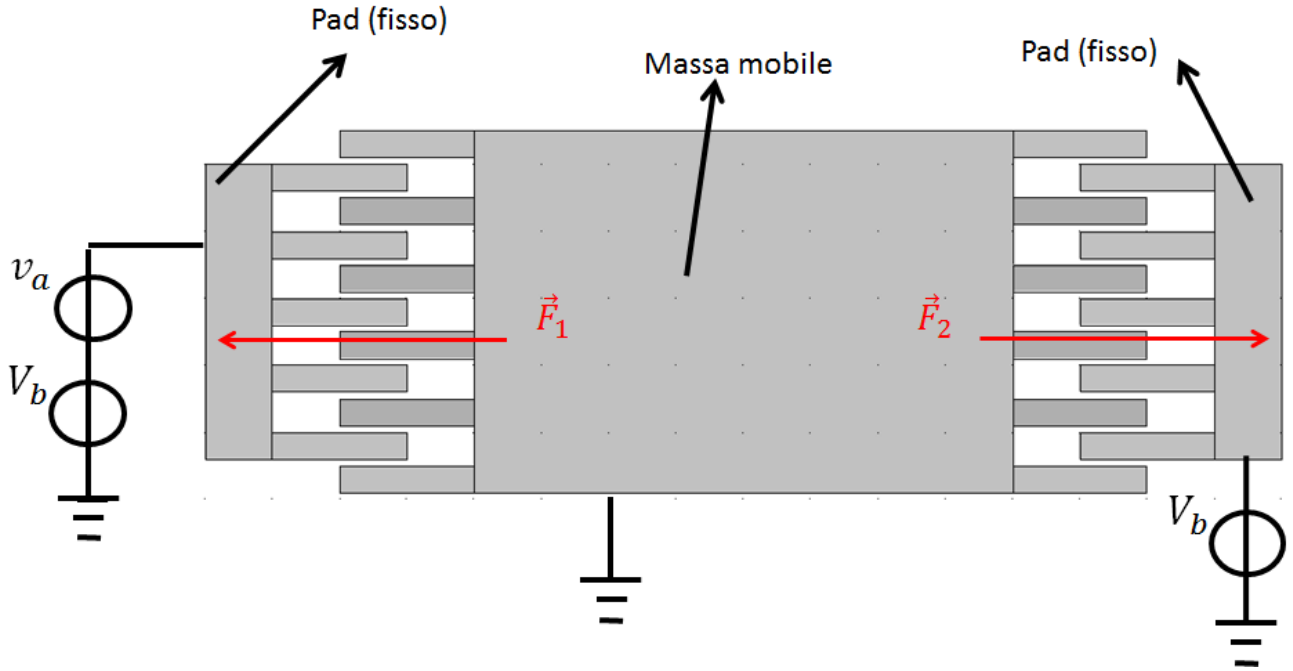 Pad (fisso)
Pad (fisso)
Massa mobile
v_a
V_b
F⃗_1
F⃗_2
V_b